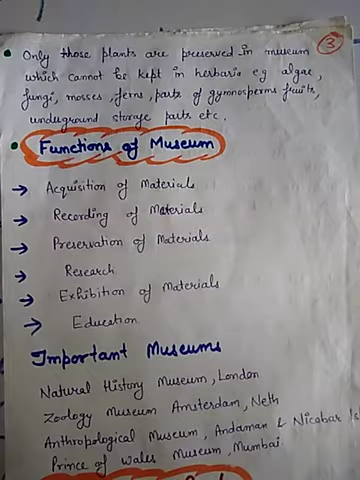 3
Only those plants are preserved in museum
which cannot be kept in herbaria e.g algae,
fungi, mosses, ferns, parts of gymnosperms fruits,
underground storage parts etc.
Functions of Museum
→ Acquisition of Materials
→ Recording of Materials
→ Preservation of Materials
→ Research
→ Exhibition of Materials
→ Education
Important Museums
Natural History Museum, London
Zoology Museum Amsterdam, Neth
Anthropological Museum, Andaman & Nicobar Is
Prince of Wales Museum, Mumbai